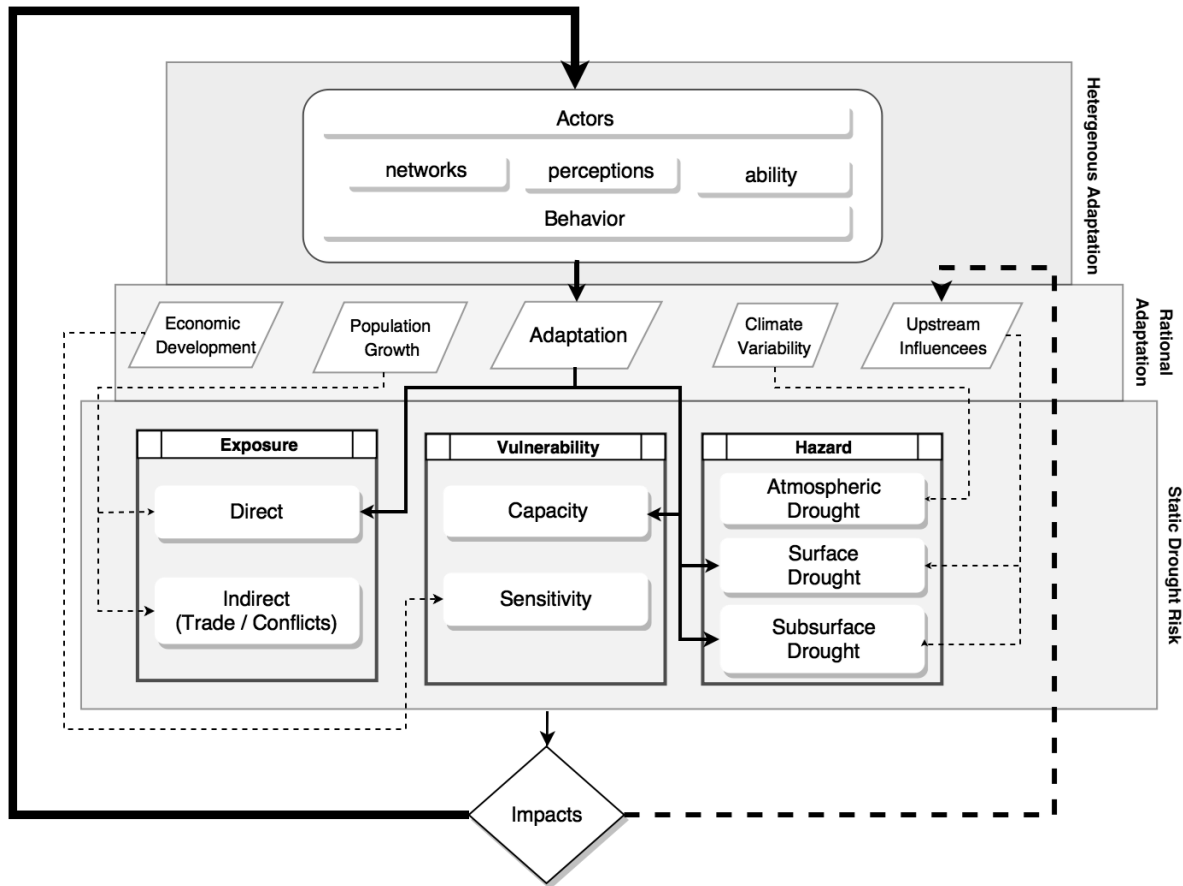 Hetergenous Adaptation
Actors
networks
perceptions
ability
Behavior
Rational
Adaptation
Economic
Development
Population
Growth
Adaptation
Climate
Variability
Upstream
Influencees
Static Drought Risk
Exposure
Direct
Indirect
(Trade / Conflicts)
Vulnerability
Capacity
Sensitivity
Hazard
Atmospheric
Drought
Surface
Drought
Subsurface
Drought
Impacts